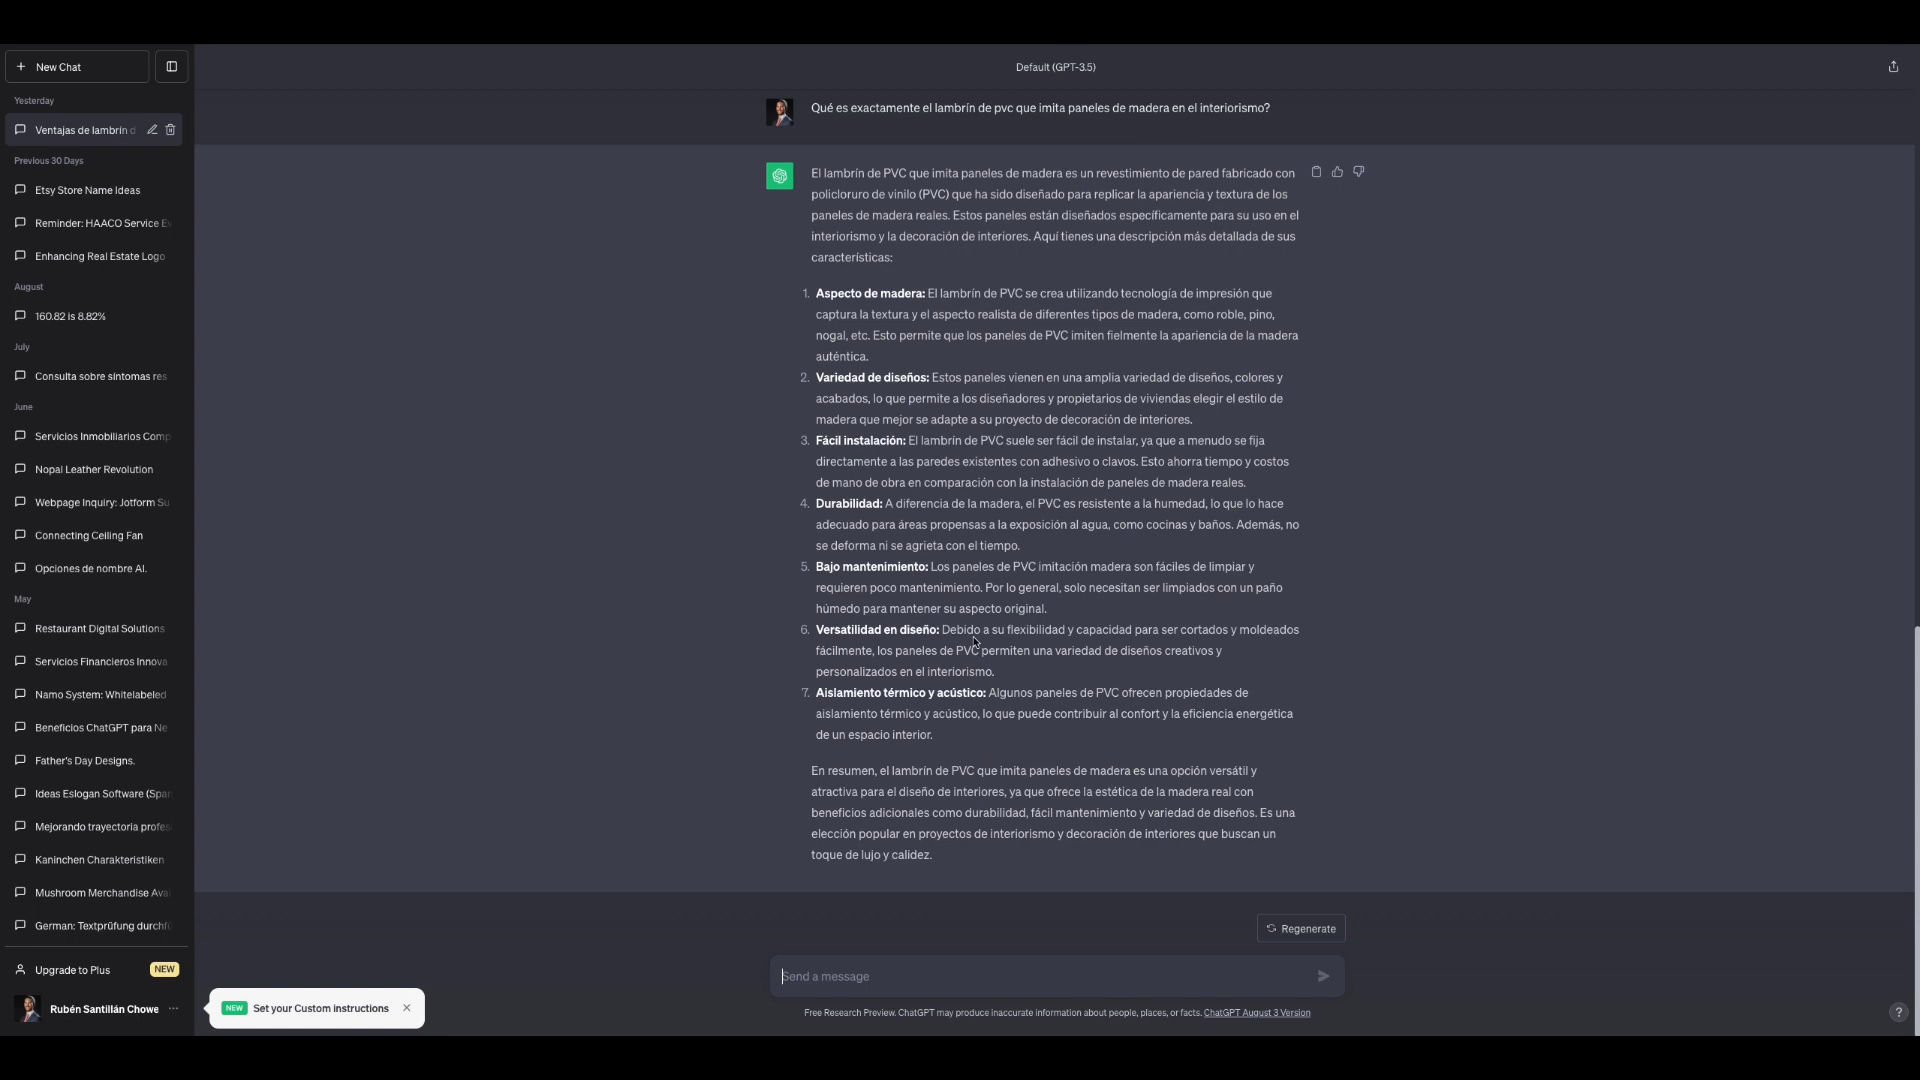 New Chat
Yesterday
Ventajas de lambrín d
Previous 30 Days
Etsy Store Name Ideas
Reminder: HAACO Service Ev
Enhancing Real Estate Logo
August
160.82 is 8.82%
July
Consulta sobre síntomas res
June
Servicios Inmobiliarios Comp
Nopal Leather Revolution
Webpage Inquiry: Jotform Su
Connecting Ceiling Fan
Opciones de nombre AI.
May
Restaurant Digital Solutions
Servicios Financieros Innova
Namo System: Whitelabeled
Beneficios ChatGPT para Ne
Father's Day Designs.
Ideas Eslogan Software (Span
Mejorando trayectoria profes
Kaninchen Charakteristiken
Mushroom Merchandise Avai
German: Textprüfung durchfü
Upgrade to Plus NEW
Rubén Santillán Chowe ...
Default (GPT-3.5)
Qué es exactamente el lambrín de pvc que imita paneles de madera en el interiorismo?
El lambrín de PVC que imita paneles de madera es un revestimiento de pared fabricado con
policloruro de vinilo (PVC) que ha sido diseñado para replicar la apariencia y textura de los
paneles de madera reales. Estos paneles están diseñados específicamente para su uso en el
interiorismo y la decoración de interiores. Aquí tienes una descripción más detallada de sus
características:
1. Aspecto de madera: El lambrín de PVC se crea utilizando tecnología de impresión que
captura la textura y el aspecto realista de diferentes tipos de madera, como roble, pino,
nogal, etc. Esto permite que los paneles de PVC imiten fielmente la apariencia de la madera
auténtica.
2. Variedad de diseños: Estos paneles vienen en una amplia variedad de diseños, colores y
acabados, lo que permite a los diseñadores y propietarios de viviendas elegir el estilo de
madera que mejor se adapte a su proyecto de decoración de interiores.
3. Fácil instalación: El lambrín de PVC suele ser fácil de instalar, ya que a menudo se fija
directamente a las paredes existentes con adhesivo o clavos. Esto ahorra tiempo y costos
de mano de obra en comparación con la instalación de paneles de madera reales.
4. Durabilidad: A diferencia de la madera, el PVC es resistente a la humedad, lo que lo hace
adecuado para áreas propensas a la exposición al agua, como cocinas y baños. Además, no
se deforma ni se agrieta con el tiempo.
5. Bajo mantenimiento: Los paneles de PVC imitación madera son fáciles de limpiar y
requieren poco mantenimiento. Por lo general, solo necesitan ser limpiados con un paño
húmedo para mantener su aspecto original.
6. Versatilidad en diseño: Debido a su flexibilidad y capacidad para ser cortados y moldeados
fácilmente, los paneles de PVC permiten una variedad de diseños creativos y
personalizados en el interiorismo.
7. Aislamiento térmico y acústico: Algunos paneles de PVC ofrecen propiedades de
aislamiento térmico y acústico, lo que puede contribuir al confort y la eficiencia energética
de un espacio interior.
En resumen, el lambrín de PVC que imita paneles de madera es una opción versátil y
atractiva para el diseño de interiores, ya que ofrece la estética de la madera real con
beneficios adicionales como durabilidad, fácil mantenimiento y variedad de diseños. Es una
elección popular en proyectos de interiorismo y decoración de interiores que buscan un
toque de lujo y calidez.
Regenerate
Send a message
NEW Set your Custom instructions
Free Research Preview. ChatGPT may produce inaccurate information about people, places, or facts. ChatGPT August 3 Version
?